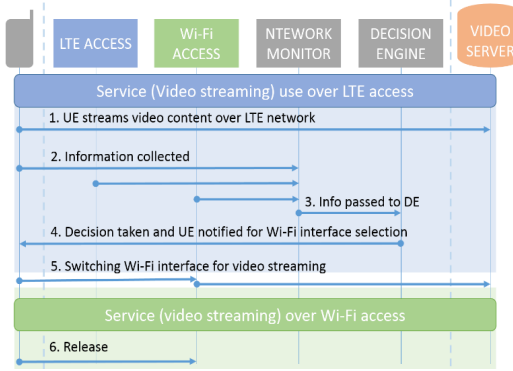 LTE ACCESS
Wi-Fi
ACCESS
NTEWORK
MONITOR
DECISION
ENGINE
VIDEO
SERVER
Service (Video streaming) use over LTE access
1. UE streams video content over LTE network
2. Information collected
3. Info passed to DE
4. Decision taken and UE notified for Wi-Fi interface selection
5. Switching Wi-Fi interface for video streaming
Service (video streaming) over Wi-Fi access
6. Release